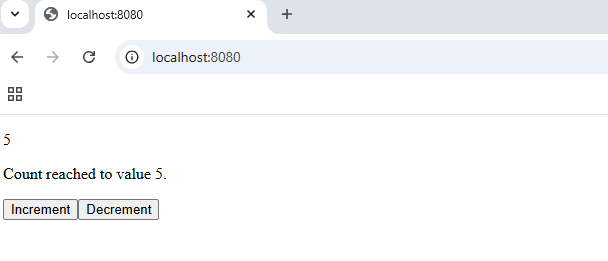 localhost:8080
localhost:8080
5
Count reached to value 5.
Increment Decrement